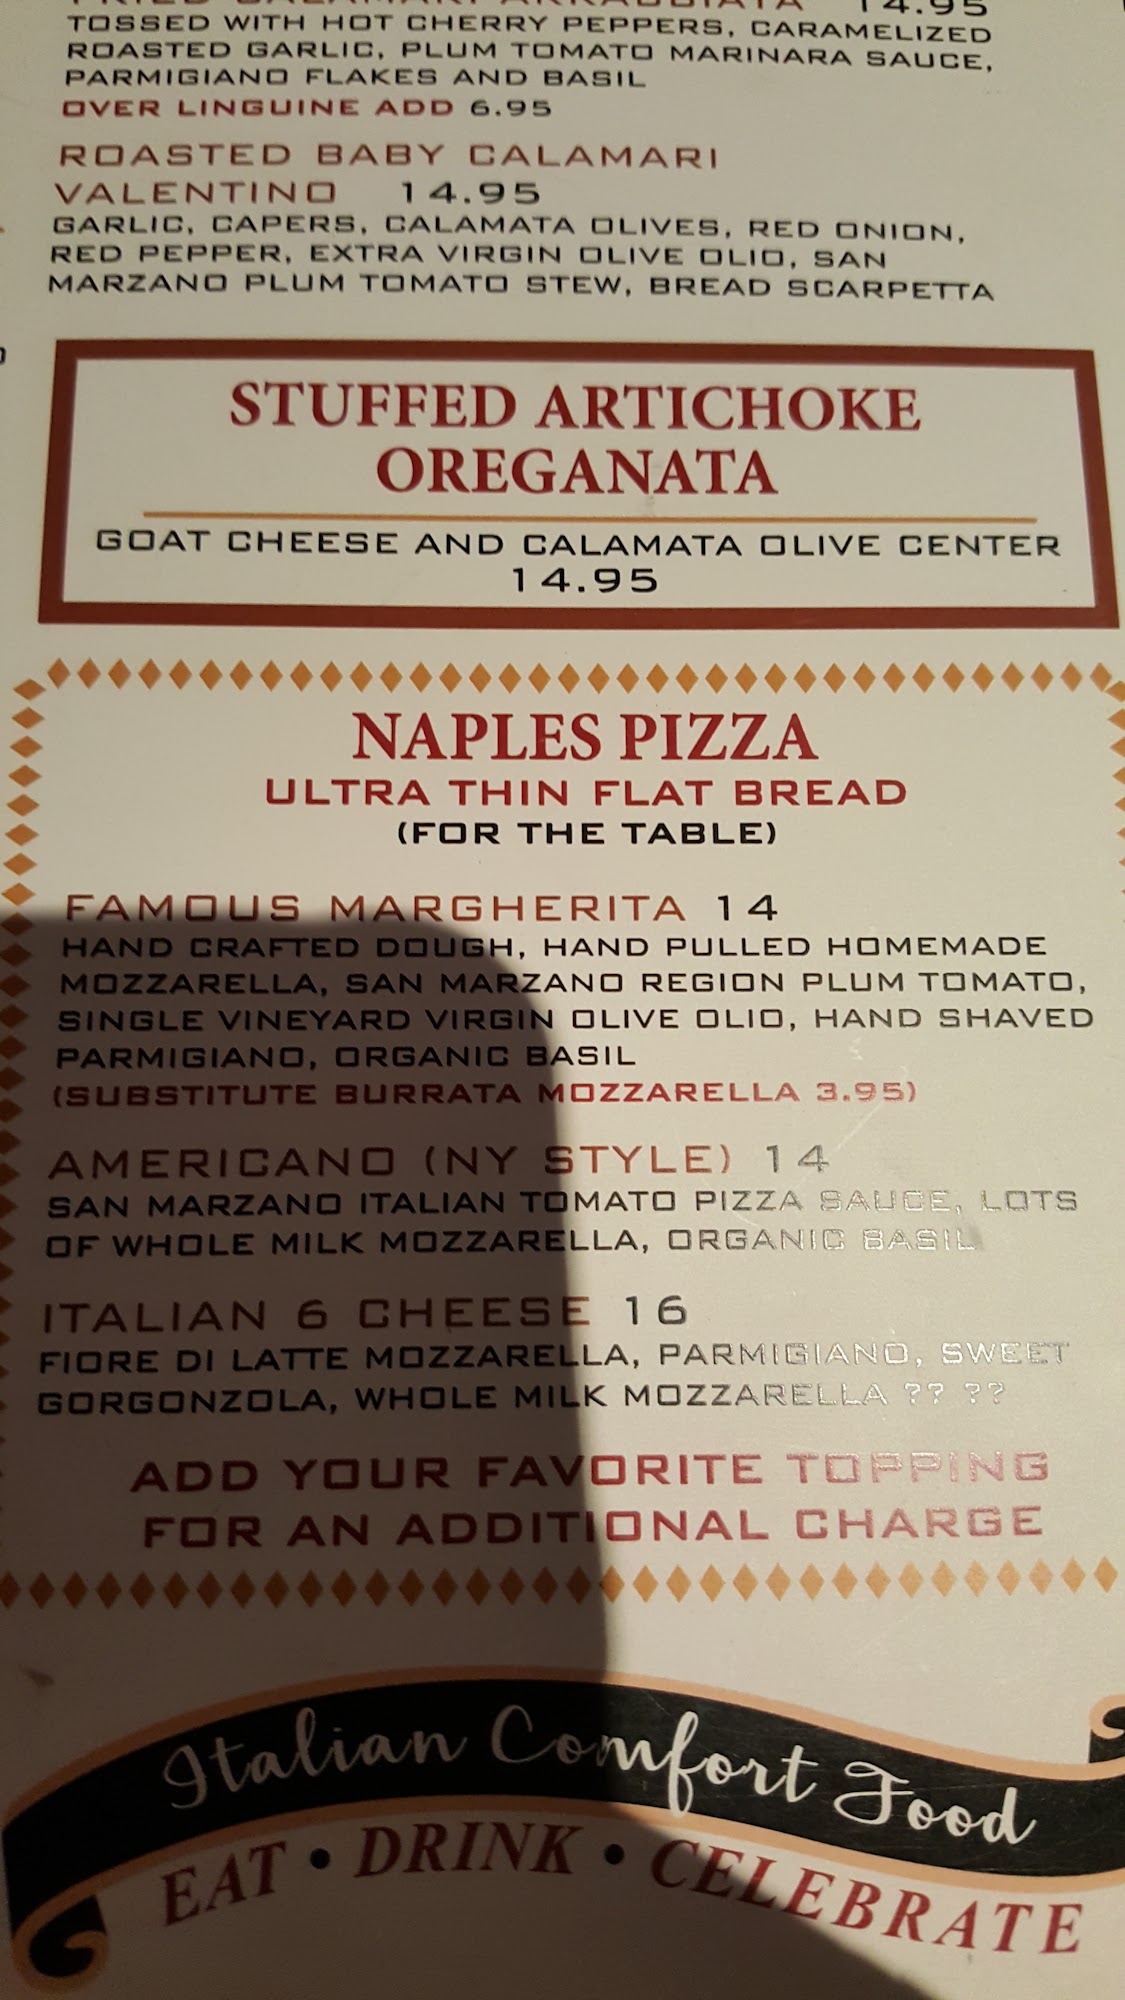 FRIED CALAMARI ARRABBIATA 14.95
TOSSED WITH HOT CHERRY PEPPERS, CARAMELIZED
ROASTED GARLIC, PLUM TOMATO MARINARA SAUCE,
PARMIGIANO FLAKES AND BASIL
OVER LINGUINE ADD 6.95
ROASTED BABY CALAMARI
VALENTINO 14.95
GARLIC, CAPERS, CALAMATA OLIVES, RED ONION,
RED PEPPER, EXTRA VIRGIN OLIVE OLIO, SAN
MARZANO PLUM TOMATO STEW, BREAD SCARPETTA
STUFFED ARTICHOKE
OREGANATA
GOAT CHEESE AND CALAMATA OLIVE CENTER
14.95
NAPLES PIZZA
ULTRA THIN FLAT BREAD
(FOR THE TABLE)
FAMOUS MARGHERITA 14
HAND CRAFTED DOUGH, HAND PULLED HOMEMADE
MOZZARELLA, SAN MARZANO REGION PLUM TOMATO,
SINGLE VINEYARD VIRGIN OLIVE OLIO, HAND SHAVED
PARMIGIANO, ORGANIC BASIL
(SUBSTITUTE BURRATA MOZZARELLA 3.95)
AMERICANO (NY STYLE) 14
SAN MARZANO ITALIAN TOMATO PIZZA SAUCE, LOTS
OF WHOLE MILK MOZZARELLA, ORGANIC BASIL
ITALIAN 6 CHEESE 16
FIORE DI LATTE MOZZARELLA, PARMIGIANO, SWEET
GORGONZOLA, WHOLE MILK MOZZARELLA ?? ??
ADD YOUR FAVORITE TOPPING
FOR AN ADDITIONAL CHARGE
Italian Comfort Food
EAT • DRINK • CELEBRATE